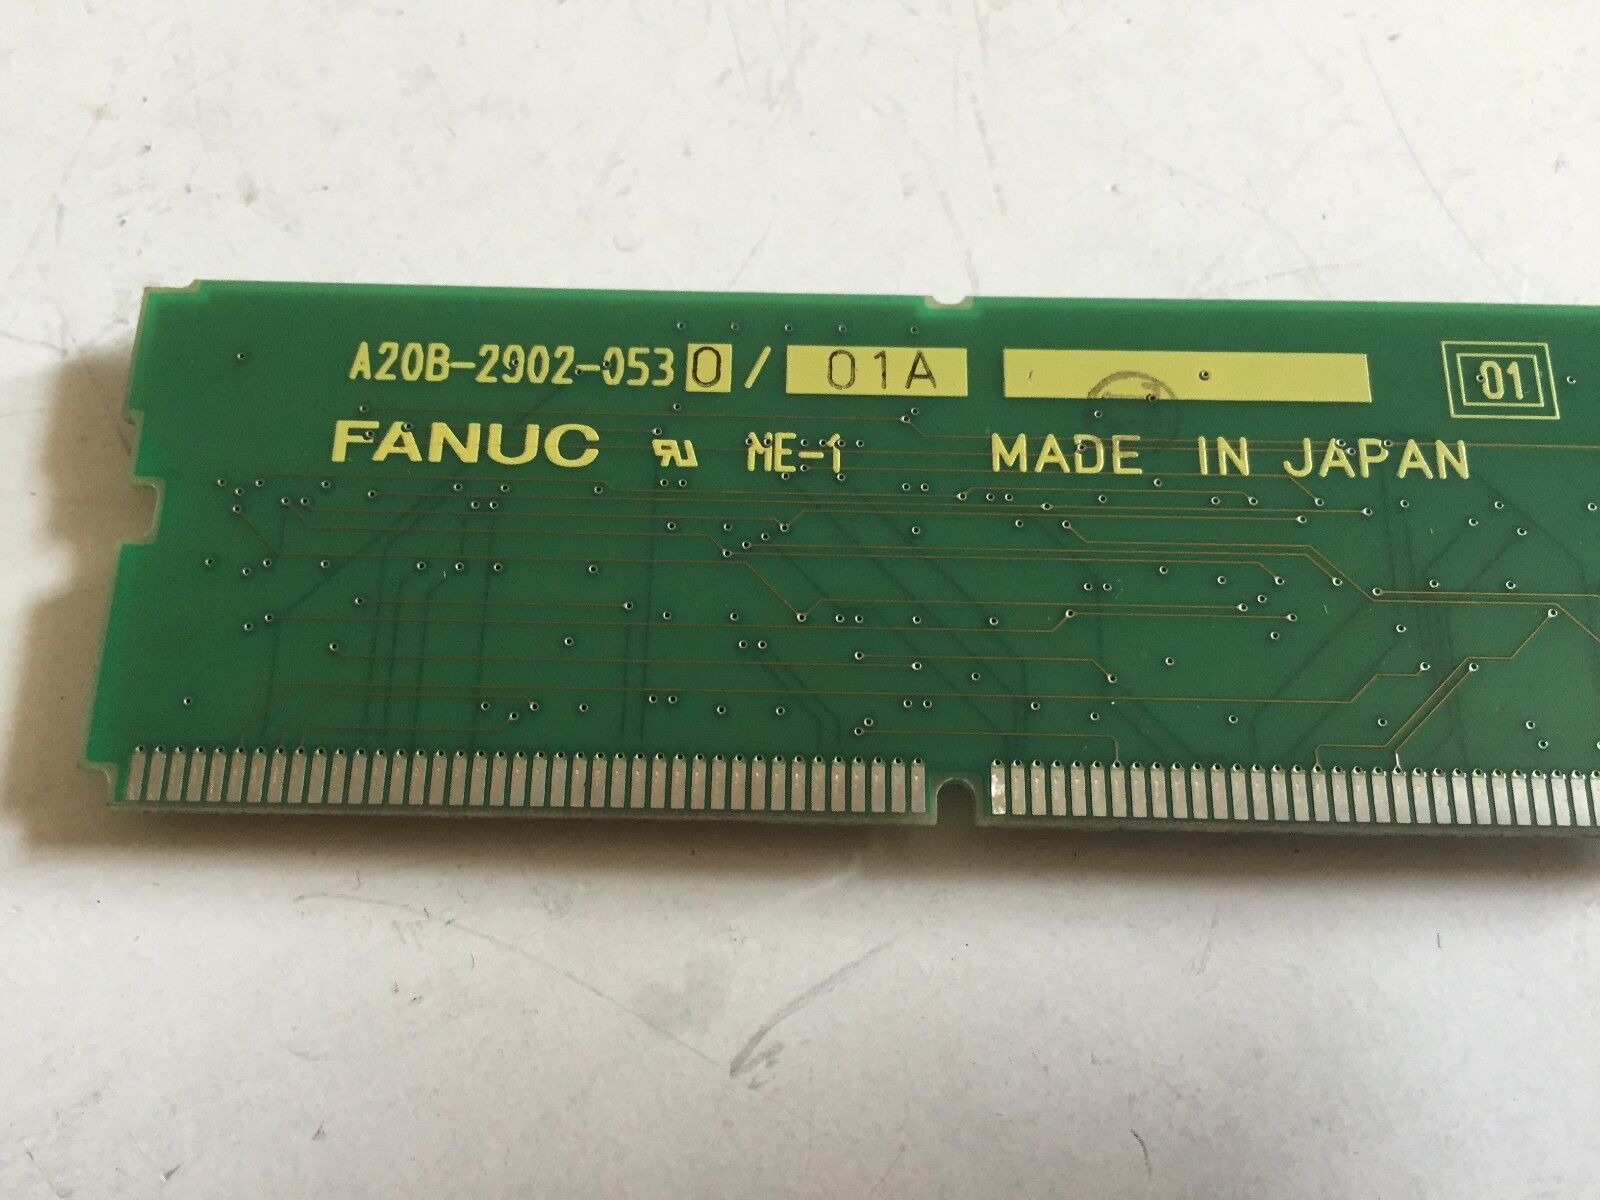 A20B-2902-0530 / 01A
01
FANUC ME-1 MADE IN JAPAN